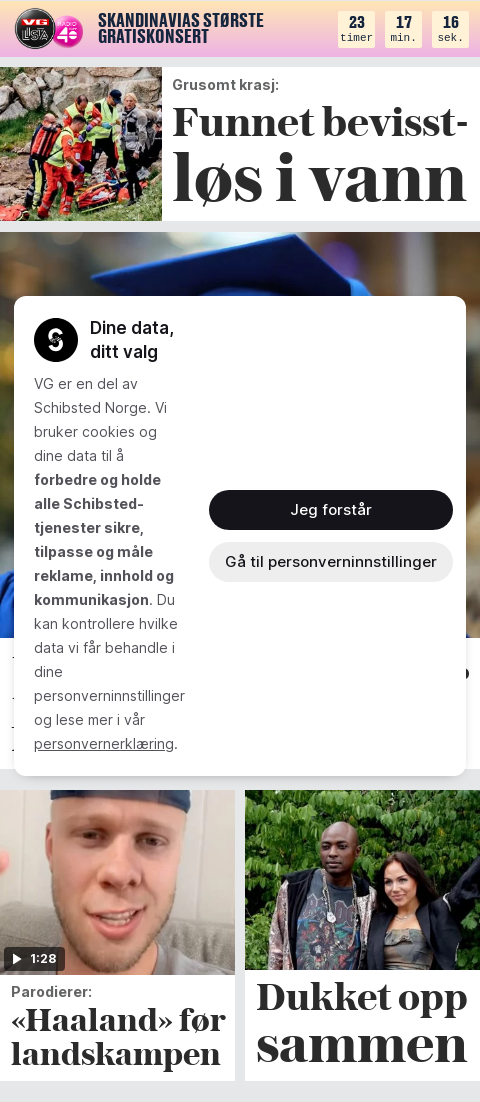 VG
LISTA
RADIO
4
SKANDINAVIAS STØRSTE
GRATISKONSERT
23
timer
17
min.
16
sek.
Grusomt krasj:
Funnet bevisst-
løs i vann
Dine data,
ditt valg
VG er en del av
Schibsted Norge. Vi
bruker cookies og
dine data til å
forbedre og holde
alle Schibsted-
tjenester sikre,
tilpasse og måle
reklame, innhold og
kommunikasjon. Du
kan kontrollere hvilke
data vi får behandle i
dine
personverninnstillinger
og lese mer i vår
personvernerklæring.
Jeg forstår
Gå til personverninnstillinger
1:28
Parodierer:
«Haaland» før
landskampen
Dukket opp
sammen